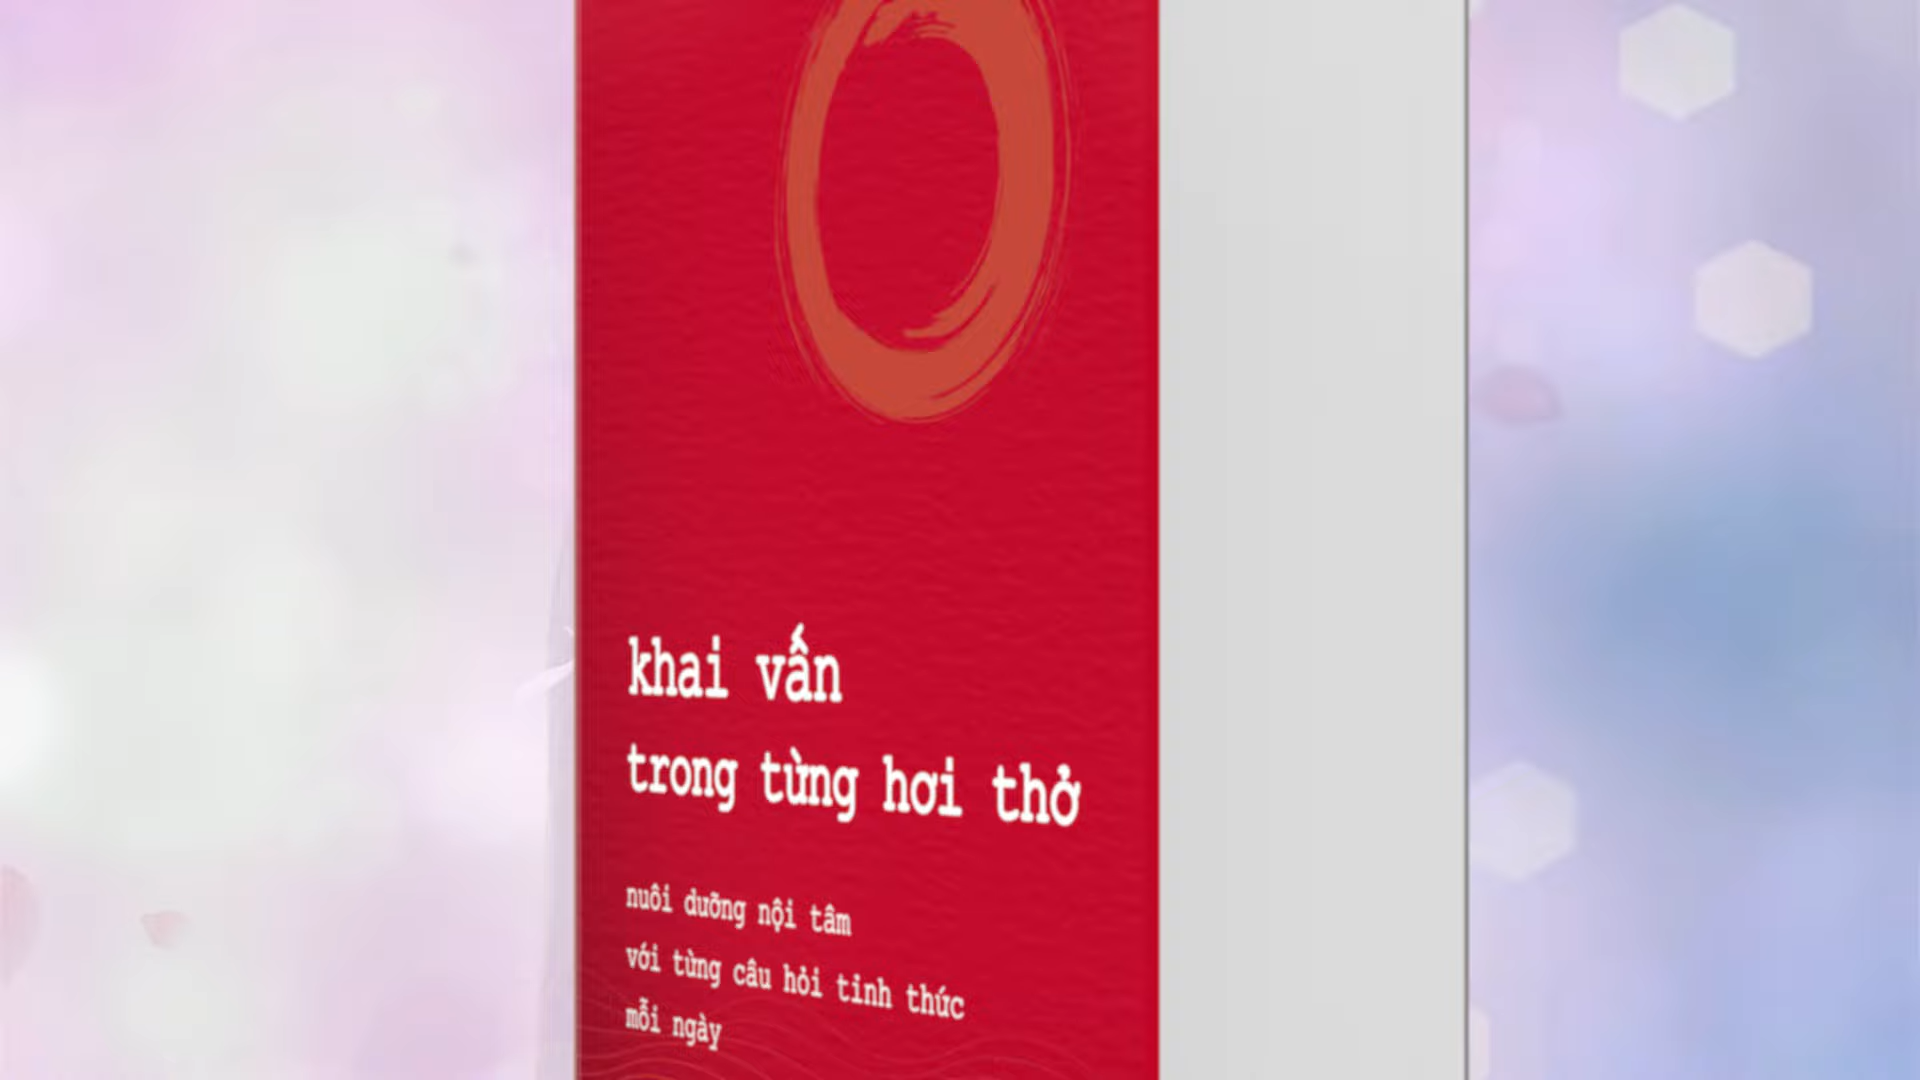 khai vấn
trong từng hơi thở
nuôi dưỡng nội tâm
với từng câu hỏi tỉnh thức
mỗi ngày